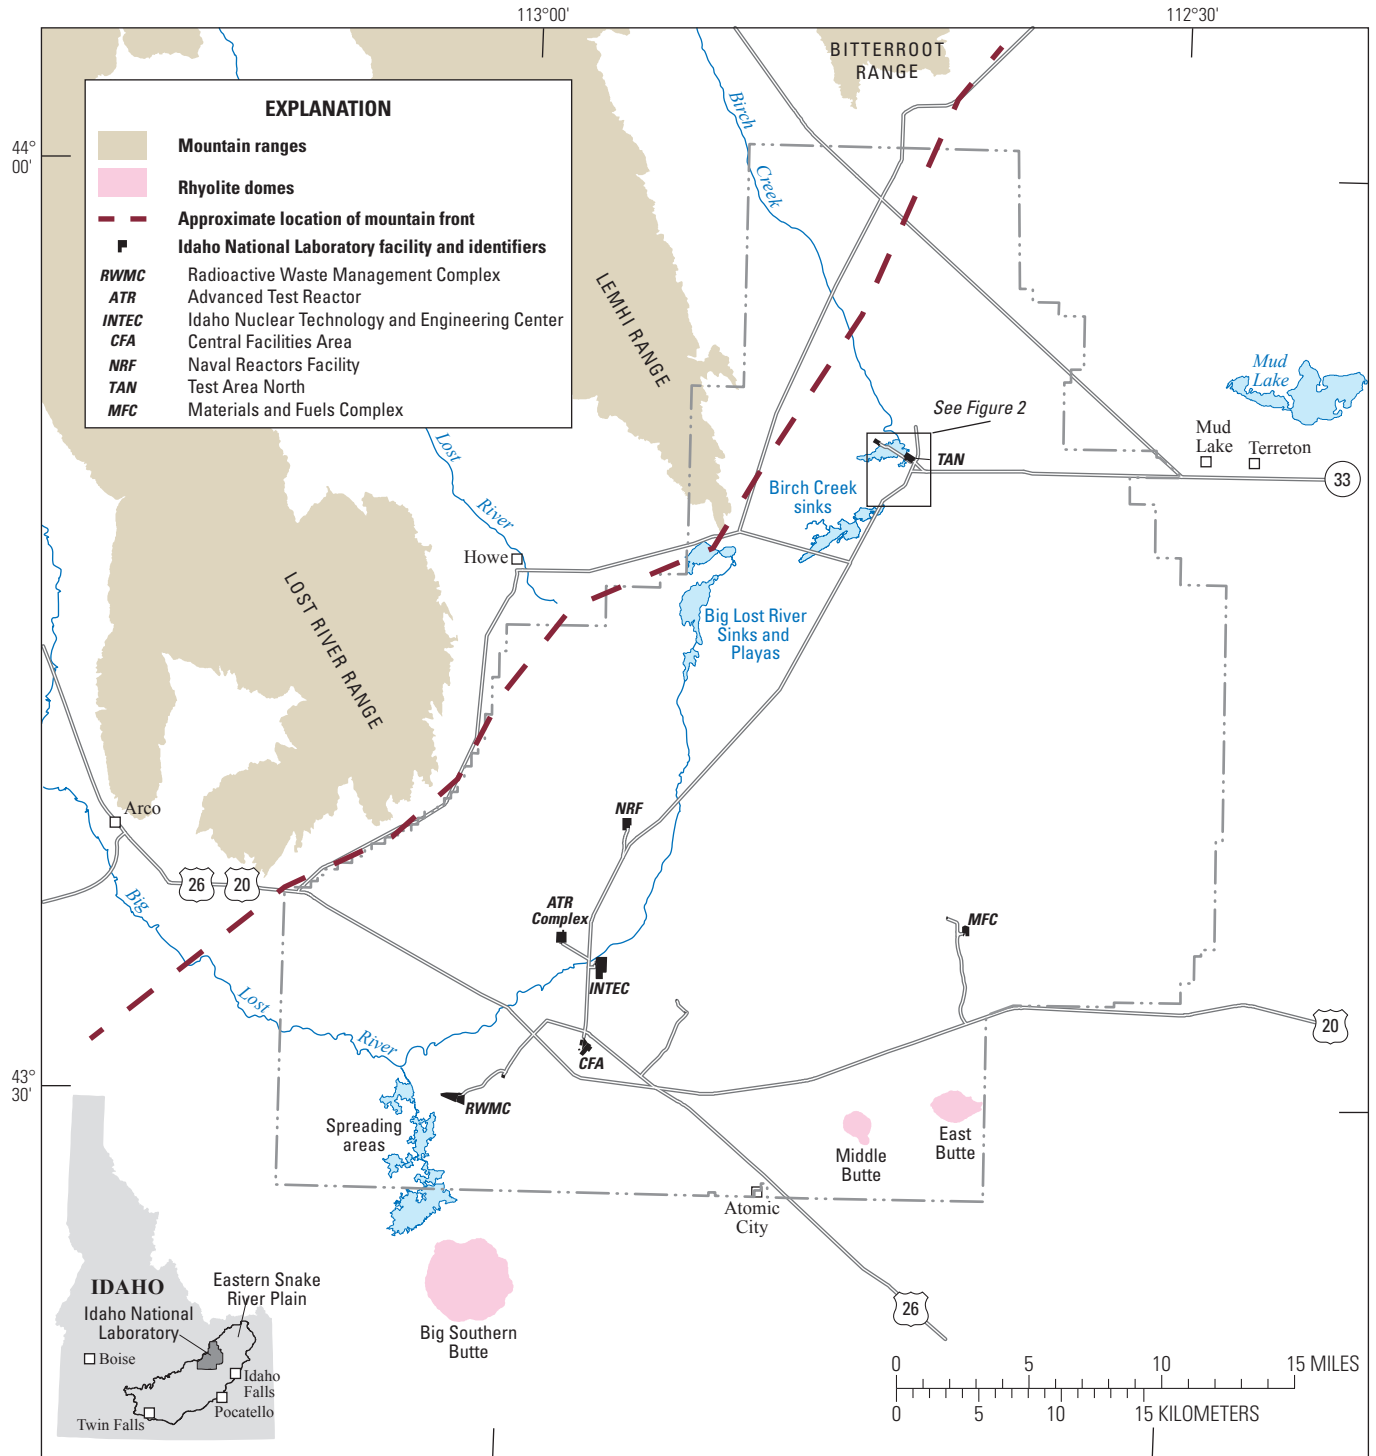 113°00'
112°30'
44°
00'
43°
30'
EXPLANATION
Mountain ranges
Rhyolite domes
Approximate location of mountain front
Idaho National Laboratory facility and identifiers
RWMC Radioactive Waste Management Complex
ATR Advanced Test Reactor
INTEC Idaho Nuclear Technology and Engineering Center
CFA Central Facilities Area
NRF Naval Reactors Facility
TAN Test Area North
MFC Materials and Fuels Complex
BITTERROOT
RANGE
Birch
Creek
LEMHI RANGE
Mud
Lake
See Figure 2
Mud
Lake
Terreton
TAN
33
Lost
River
Birch Creek
sinks
Howe
LOST RIVER RANGE
Big Lost River
Sinks and
Playas
Arco
NRF
26
20
Big
ATR
Complex
MFC
INTEC
Lost
River
20
CFA
RWMC
Spreading
areas
Middle
Butte
East
Butte
Atomic
City
Big Southern
Butte
26
IDAHO
Eastern Snake
River Plain
Idaho National
Laboratory
Boise
Idaho
Falls
Pocatello
Twin Falls
0 5 10 15 MILES
0 5 10 15 KILOMETERS